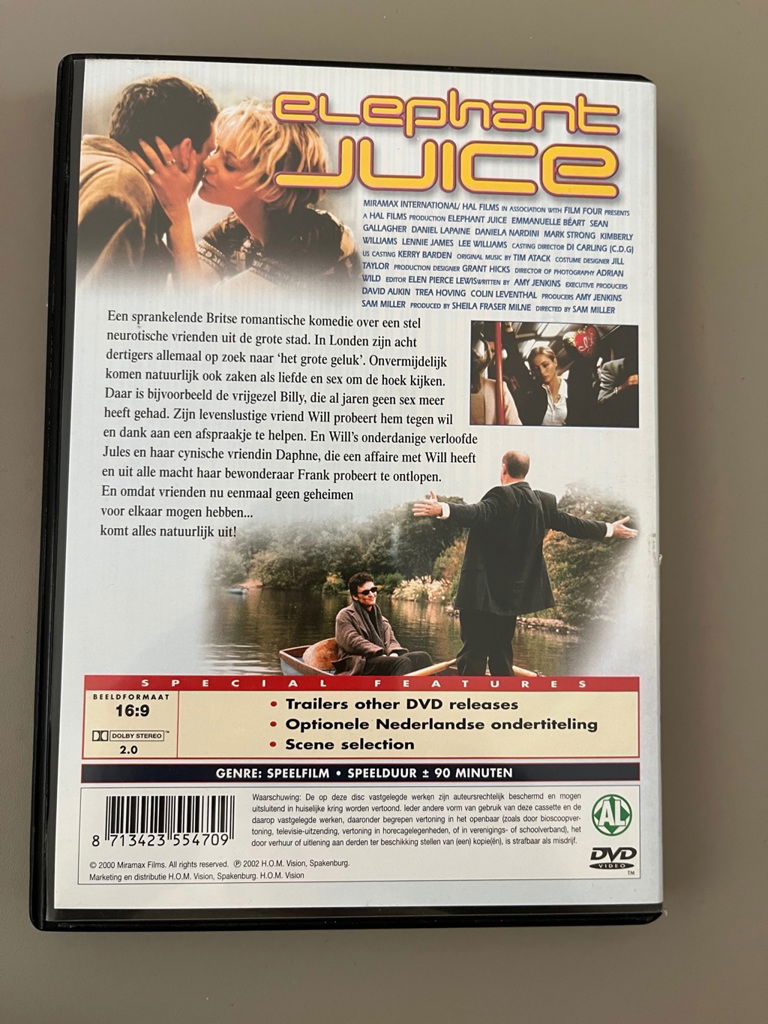 elephant
JUICE
MIRAMAX INTERNATIONAL/ HAL FILMS IN ASSOCIATION WITH FILM FOUR PRESENTS
A HAL FILMS PRODUCTION ELEPHANT JUICE EMMANUELLE BÉART SEAN
GALLAGHER DANIEL LAPAINE DANIELA NARDINI MARK STRONG KIMBERLY
WILLIAMS LENNIE JAMES LEE WILLIAMS CASTING DIRECTOR DI CARLING (C.D.G)
US CASTING KERRY BARDEN ORIGINAL MUSIC BY TIM ATACK COSTUME DESIGNER JILL
TAYLOR PRODUCTION DESIGNER GRANT HICKS DIRECTOR OF PHOTOGRAPHY ADRIAN
WILD EDITOR ELEN PIERCE LEWIS WRITTEN BY AMY JENKINS EXECUTIVE PRODUCERS
DAVID AUKIN TREA HOVING COLIN LEVENTHAL PRODUCERS AMY JENKINS
SAM MILLER PRODUCED BY SHEILA FRASER MILNE DIRECTED BY SAM MILLER
Een sprankelende Britse romantische komedie over een stel
neurotische vrienden uit de grote stad. In Londen zijn acht
dertigers allemaal op zoek naar ‘het grote geluk’. Onvermijdelijk
komen natuurlijk ook zaken als liefde en sex om de hoek kijken.
Daar is bijvoorbeeld de vrijgezel Billy, die al jaren geen sex meer
heeft gehad. Zijn levenslustige vriend Will probeert hem tegen wil
en dank aan een afspraakje te helpen. En Will’s onderdanige verloofde
Jules en haar cynische vriendin Daphne, die een affaire met Will heeft
en uit alle macht haar bewonderaar Frank probeert te ontlopen.
En omdat vrienden nu eenmaal geen geheimen
voor elkaar mogen hebben...
komt alles natuurlijk uit!
SPECIAL FEATURES
BEELDFORMAAT
16:9
DOLBY STEREO ™
2.0
• Trailers other DVD releases
• Optionele Nederlandse ondertiteling
• Scene selection
GENRE: SPEELFILM • SPEELDUUR ± 90 MINUTEN
8 713423 554709
Waarschuwing: De op deze disc vastgelegde werken zijn auteursrechtelijk beschermd en mogen
uitsluitend in huiselijke kring worden vertoond. Ieder andere vorm van gebruik van deze cassette en de
daarop vastgelegde werken, daaronder begrepen vertoning in het openbaar (zoals door bioscoopver-
toning, televisie-uitzending, vertoning in horecagelegenheden, of in verenigings- of schoolverband), het
door verhuur of uitlening aan derden ter beschikking stellen van (een) kopie(ën), is strafbaar als misdrijf.
AL
DVD
VIDEO
TM
© 2000 Miramax Films. All rights reserved. ℗ 2002 H.O.M. Vision, Spakenburg.
Marketing en distributie H.O.M. Vision, Spakenburg. H.O.M. Vision